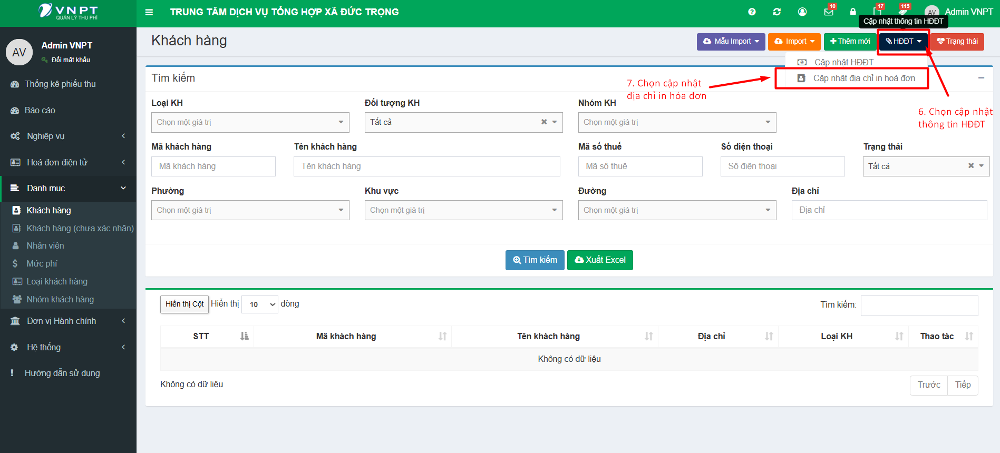 VNPT
QUẢN LÝ THU PHÍ
TRUNG TÂM DỊCH VỤ TỔNG HỢP XÃ ĐỨC TRỌNG
10
17
115
AV
Admin VNPT
Cập nhật thông tin HĐĐT
AV
Admin VNPT
Đổi mật khẩu
Thống kê phiếu thu
Báo cáo
Nghiệp vụ
Hoá đơn điện tử
Danh mục
Khách hàng
Khách hàng (chưa xác nhận)
Nhân viên
Mức phí
Loại khách hàng
Nhóm khách hàng
Đơn vị Hành chính
Hệ thống
Hướng dẫn sử dụng
Khách hàng
Mẫu Import
Import
Thêm mới
HĐĐT
Trạng thái
Cập nhật HĐĐT
Cập nhật địa chỉ in hoá đơn
7. Chọn cập nhật
địa chỉ in hóa đơn
6. Chọn cập nhật
thông tin HĐĐT
Tìm kiếm
Loại KH
Đối tượng KH
Nhóm KH
Chọn một giá trị
Tất cả
Chọn một giá trị
Mã khách hàng
Tên khách hàng
Mã số thuế
Số điện thoại
Trạng thái
Mã khách hàng
Tên khách hàng
Mã số thuế
Số điện thoại
Tất cả
Phường
Khu vực
Đường
Địa chỉ
Chọn một giá trị
Chọn một giá trị
Chọn một giá trị
Địa chỉ
Tìm kiếm
Xuất Excel
Hiển thị Cột
Hiển thị 10 dòng
Tìm kiếm:
STT
Mã khách hàng
Tên khách hàng
Địa chỉ
Loại KH
Thao tác
Không có dữ liệu
Không có dữ liệu
Trước
Tiếp